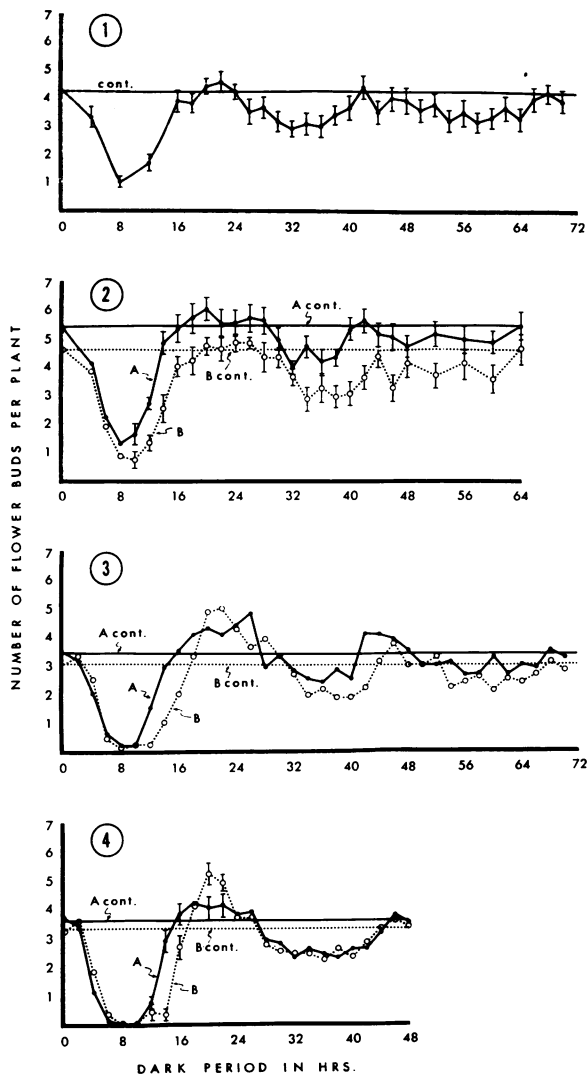 NUMBER OF FLOWER BUDS PER PLANT
1
7
6
5
4
3
2
1
cont.
0 8 16 24 32 40 48 56 64 72
2
7
6
5
4
3
2
1
A cont.
B cont.
A
B
0 8 16 24 32 40 48 56 64
3
7
6
5
4
3
2
1
A cont.
B cont.
A
B
0 8 16 24 32 40 48 56 64 72
4
7
6
5
4
3
2
1
A cont.
B cont.
A
B
0 8 16 24 32 40 48
DARK PERIOD IN HRS.